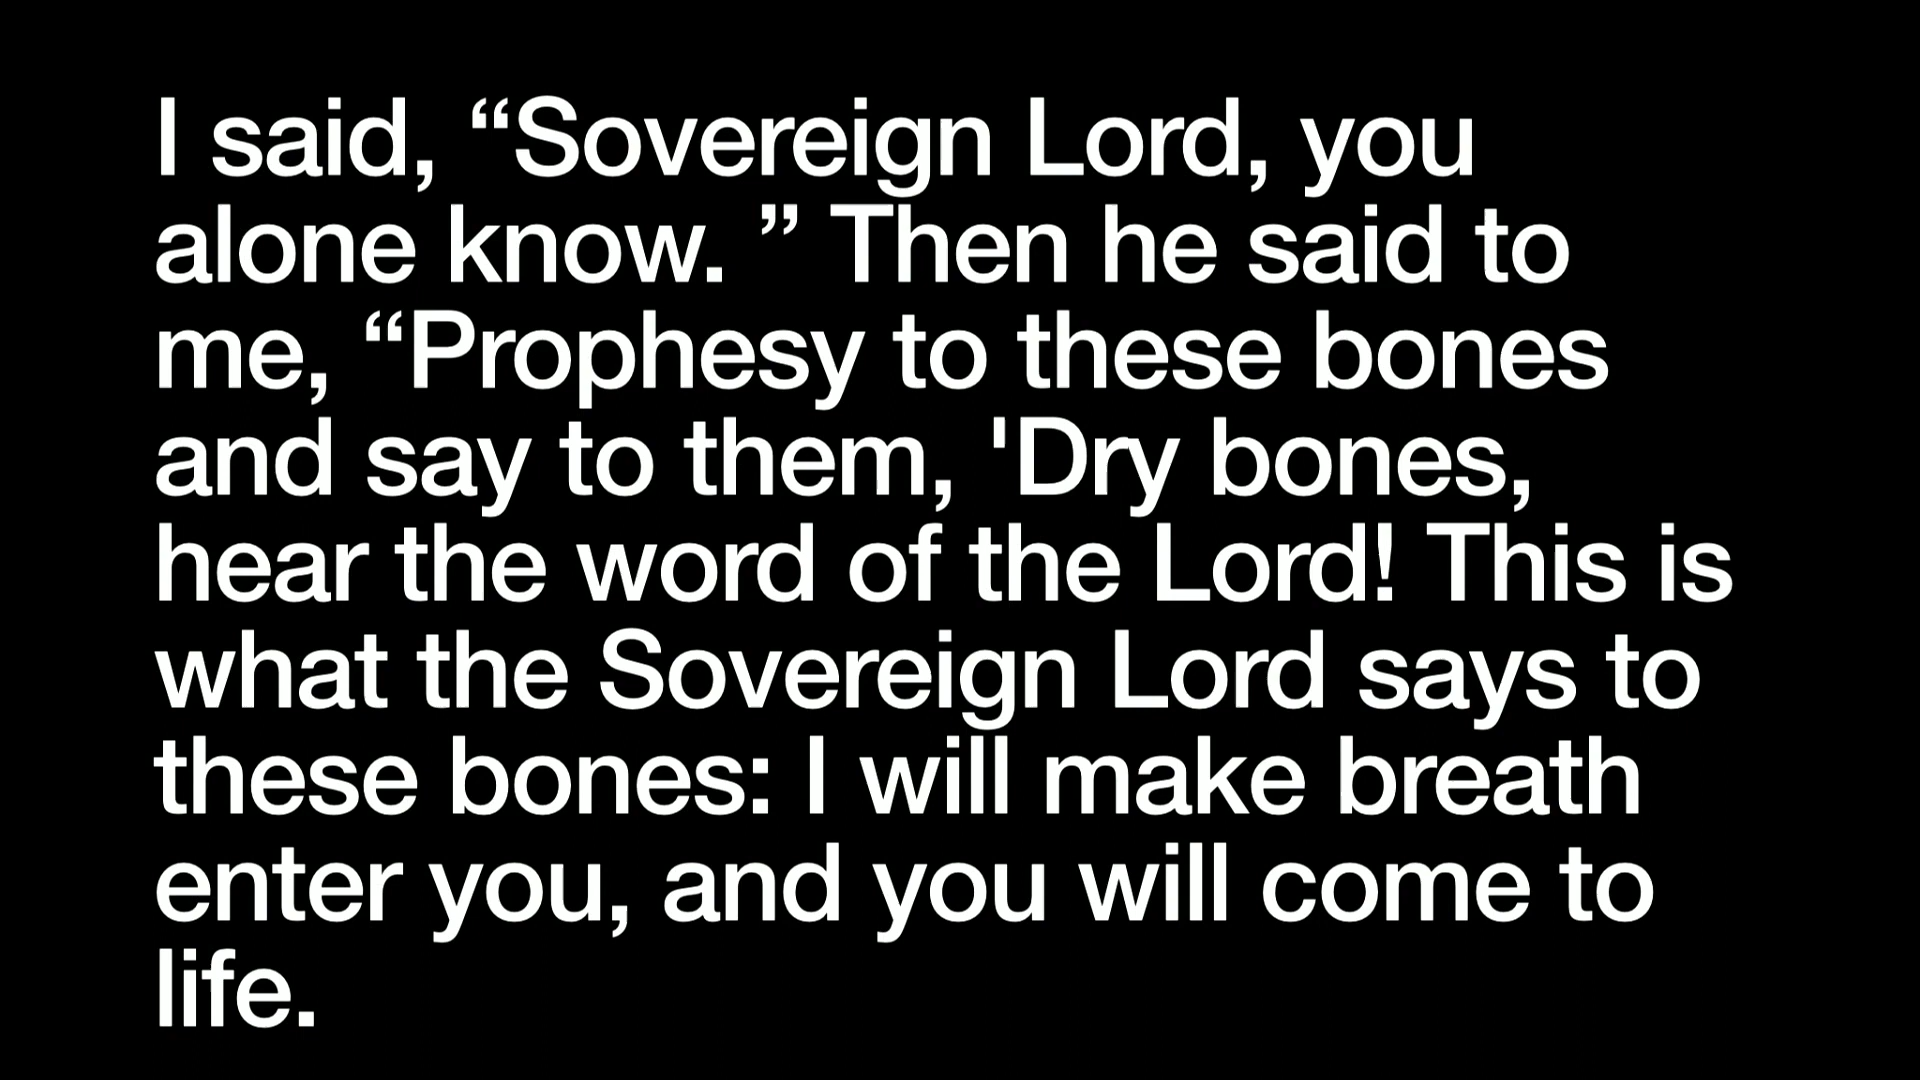 I said, “Sovereign Lord, you
alone know. ” Then he said to
me, “Prophesy to these bones
and say to them, 'Dry bones,
hear the word of the Lord! This is
what the Sovereign Lord says to
these bones: I will make breath
enter you, and you will come to
life.